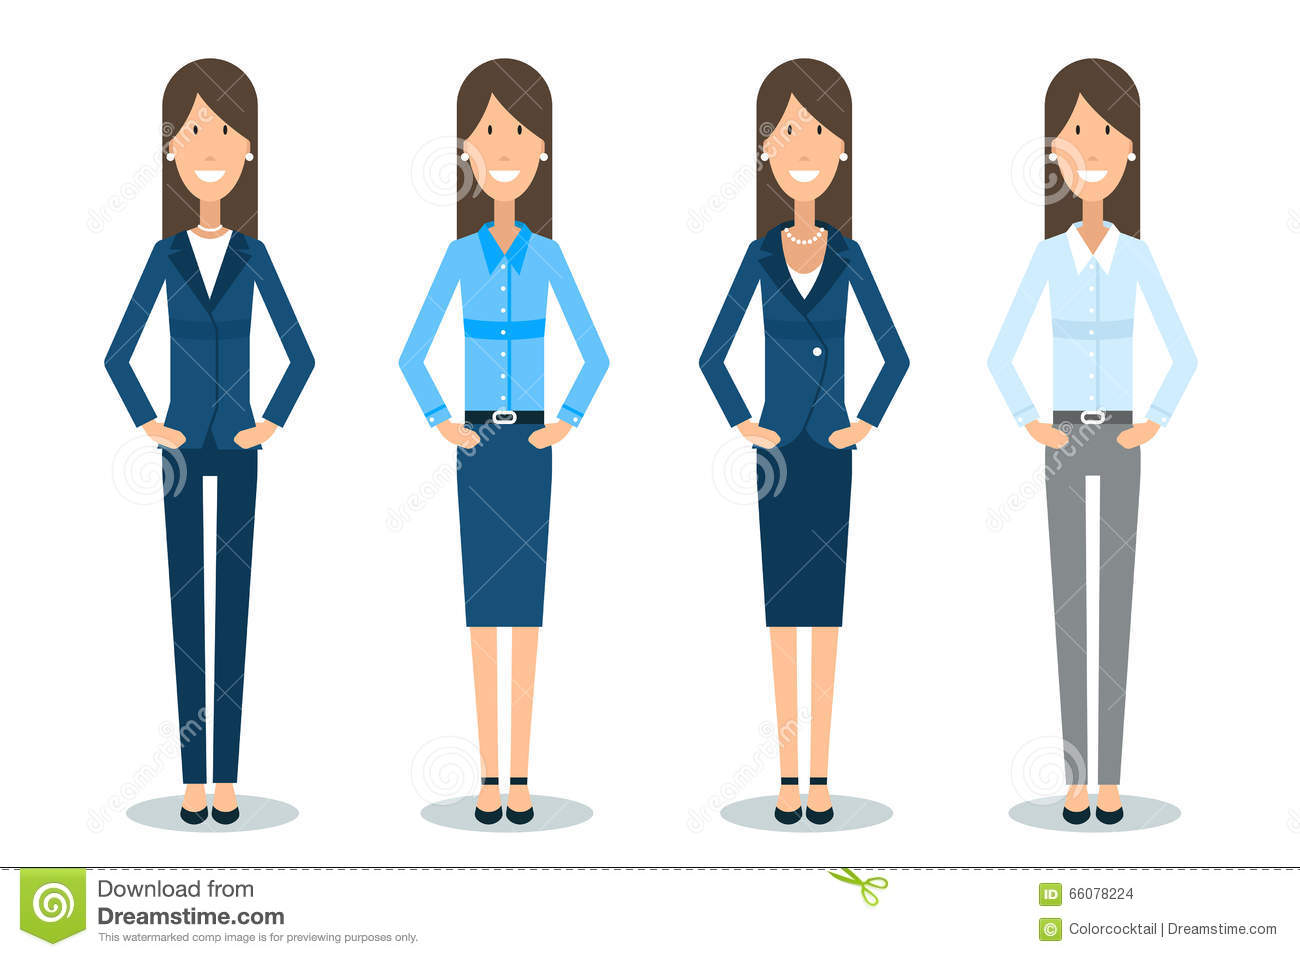 Download from
Dreamstime.com
This watermarked comp image is for previewing purposes only.
ID 66078224
© Colorcocktail | Dreamstime.com